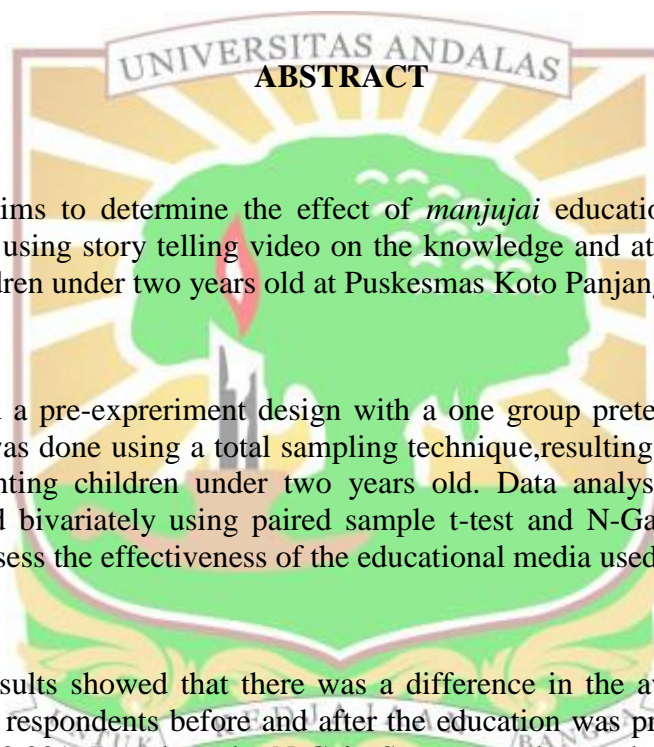 UNIVERSITAS ANDALAS
ABSTRACT
aims to determine the effect of manjujai educatio
using story telling video on the knowledge and at
dren under two years old at Puskesmas Koto Panjang
a pre-expreriment design with a one group prete
was done using a total sampling technique,resulting
nting children under two years old. Data analys
d bivariately using paired sample t-test and N-Ga
sess the effectiveness of the educational media used
sults showed that there was a difference in the av
respondents before and after the education was pr